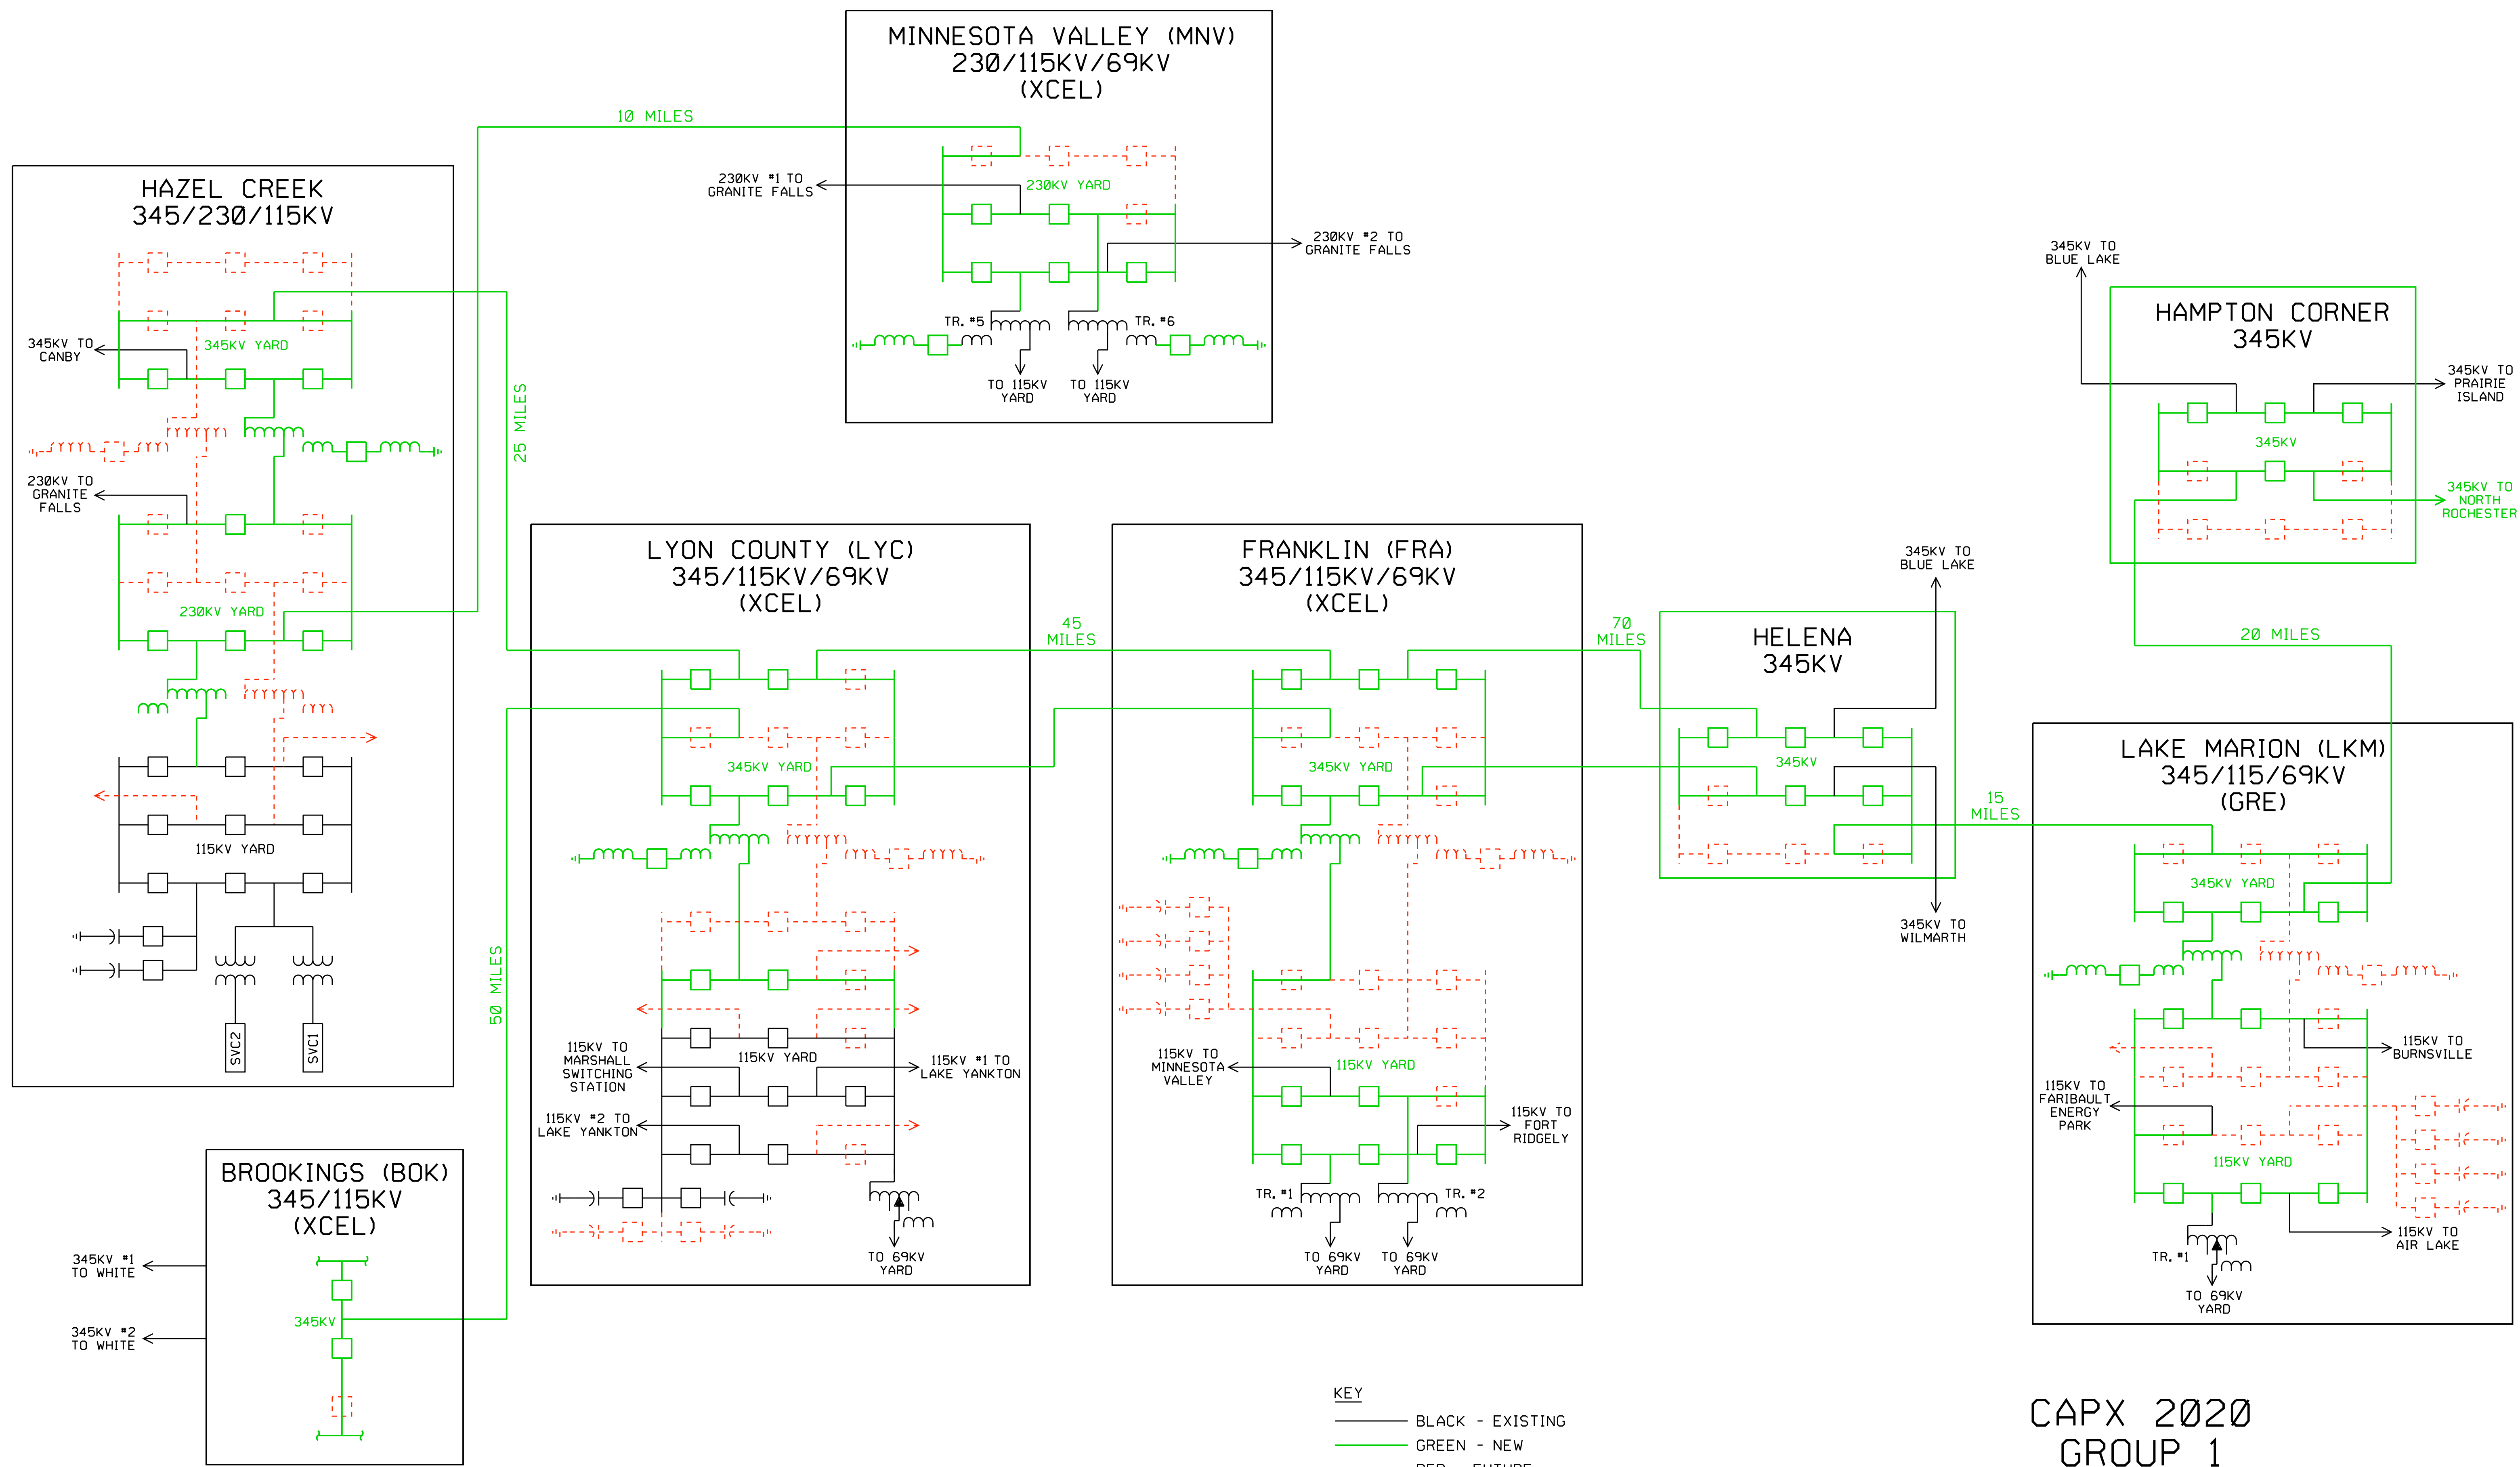 MINNESOTA VALLEY (MNV)
230/115KV/69KV
(XCEL)
10 MILES
230KV #1 TO
GRANITE FALLS
230KV YARD
230KV #2 TO
GRANITE FALLS
TR. #5
TR. #6
TO 115KV
YARD
TO 115KV
YARD
HAZEL CREEK
345/230/115KV
345KV TO
CANBY
345KV YARD
230KV TO
GRANITE
FALLS
230KV YARD
115KV YARD
SVC2
SVC1
25 MILES
50 MILES
BROOKINGS (BOK)
345/115KV
(XCEL)
345KV #1
TO WHITE
345KV #2
TO WHITE
345KV
LYON COUNTY (LYC)
345/115KV/69KV
(XCEL)
345KV YARD
115KV TO
MARSHALL
SWITCHING
STATION
115KV YARD
115KV #1 TO
LAKE YANKTON
115KV #2 TO
LAKE YANKTON
TO 69KV
YARD
45
MILES
FRANKLIN (FRA)
345/115KV/69KV
(XCEL)
345KV YARD
115KV TO
MINNESOTA
VALLEY
115KV YARD
115KV TO
FORT
RIDGELY
TR. #1
TR. #2
TO 69KV
YARD
TO 69KV
YARD
70
MILES
HELENA
345KV
345KV TO
BLUE LAKE
345KV
345KV TO
WILMARTH
15
MILES
345KV TO
BLUE LAKE
HAMPTON CORNER
345KV
345KV TO
PRAIRIE
ISLAND
345KV
345KV TO
NORTH
ROCHESTER
20 MILES
LAKE MARION (LKM)
345/115/69KV
(GRE)
345KV YARD
115KV TO
BURNSVILLE
115KV TO
FARIBAULT
ENERGY
PARK
115KV YARD
115KV TO
AIR LAKE
TR. #1
TO 69KV
YARD
KEY
BLACK - EXISTING
GREEN - NEW
RED - FUTURE
CAPX 2020
GROUP 1